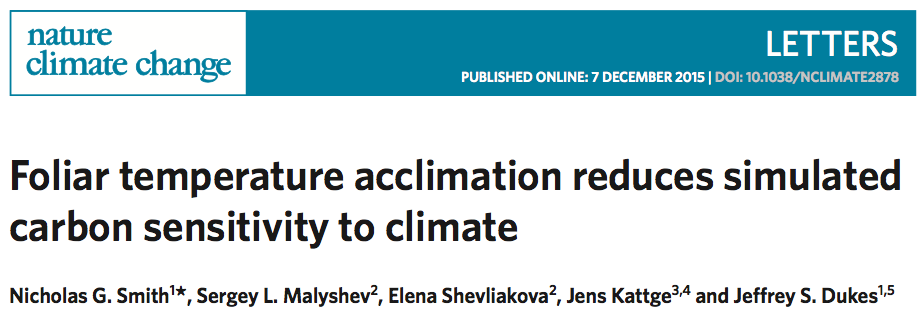 nature
climate change
LETTERS
PUBLISHED ONLINE: 7 DECEMBER 2015 | DOI: 10.1038/NCLIMATE2878
Foliar temperature acclimation reduces simulated
carbon sensitivity to climate
Nicholas G. Smith1★, Sergey L. Malyshev2, Elena Shevliakova2, Jens Kattge3,4 and Jeffrey S. Dukes1,5